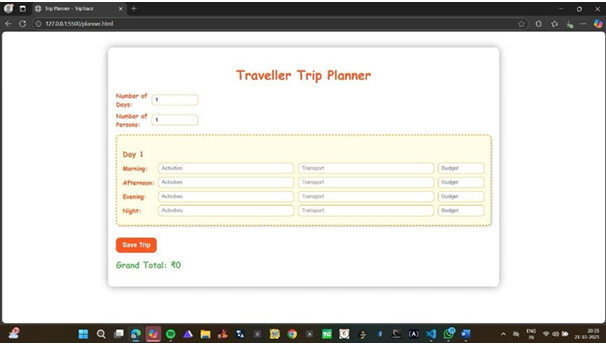 Trip Planner - TripTrace
127.0.0.1:5500/planner.html
Traveller Trip Planner
Number of
Days:
1
Number of
Persons:
1
Day 1
Morning: Activities Transport Budget
Afternoon: Activities Transport Budget
Evening: Activities Transport Budget
Night: Activities Transport Budget
Save Trip
Grand Total: ₹0
ENG
IN
20:25
21-10-2025